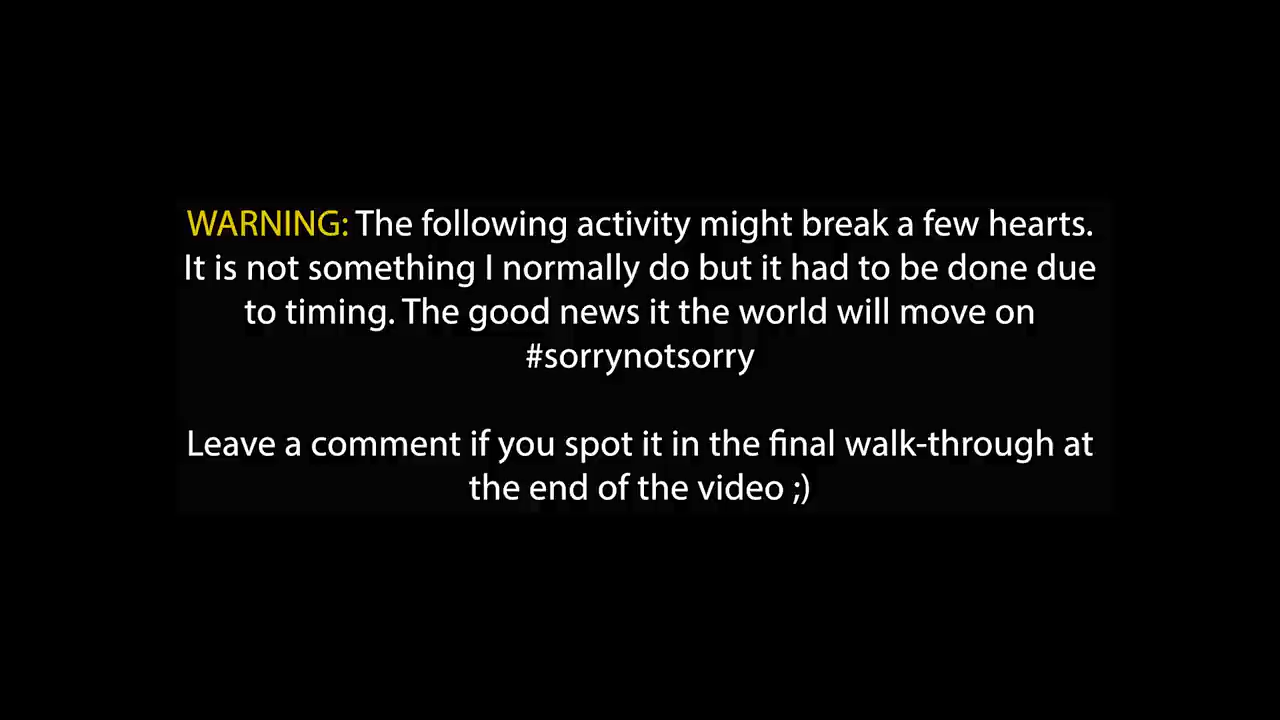 WARNING: The following activity might break a few hearts.
It is not something I normally do but it had to be done due
to timing. The good news it the world will move on
#sorrynotsorry
Leave a comment if you spot it in the final walk-through at
the end of the video ;)